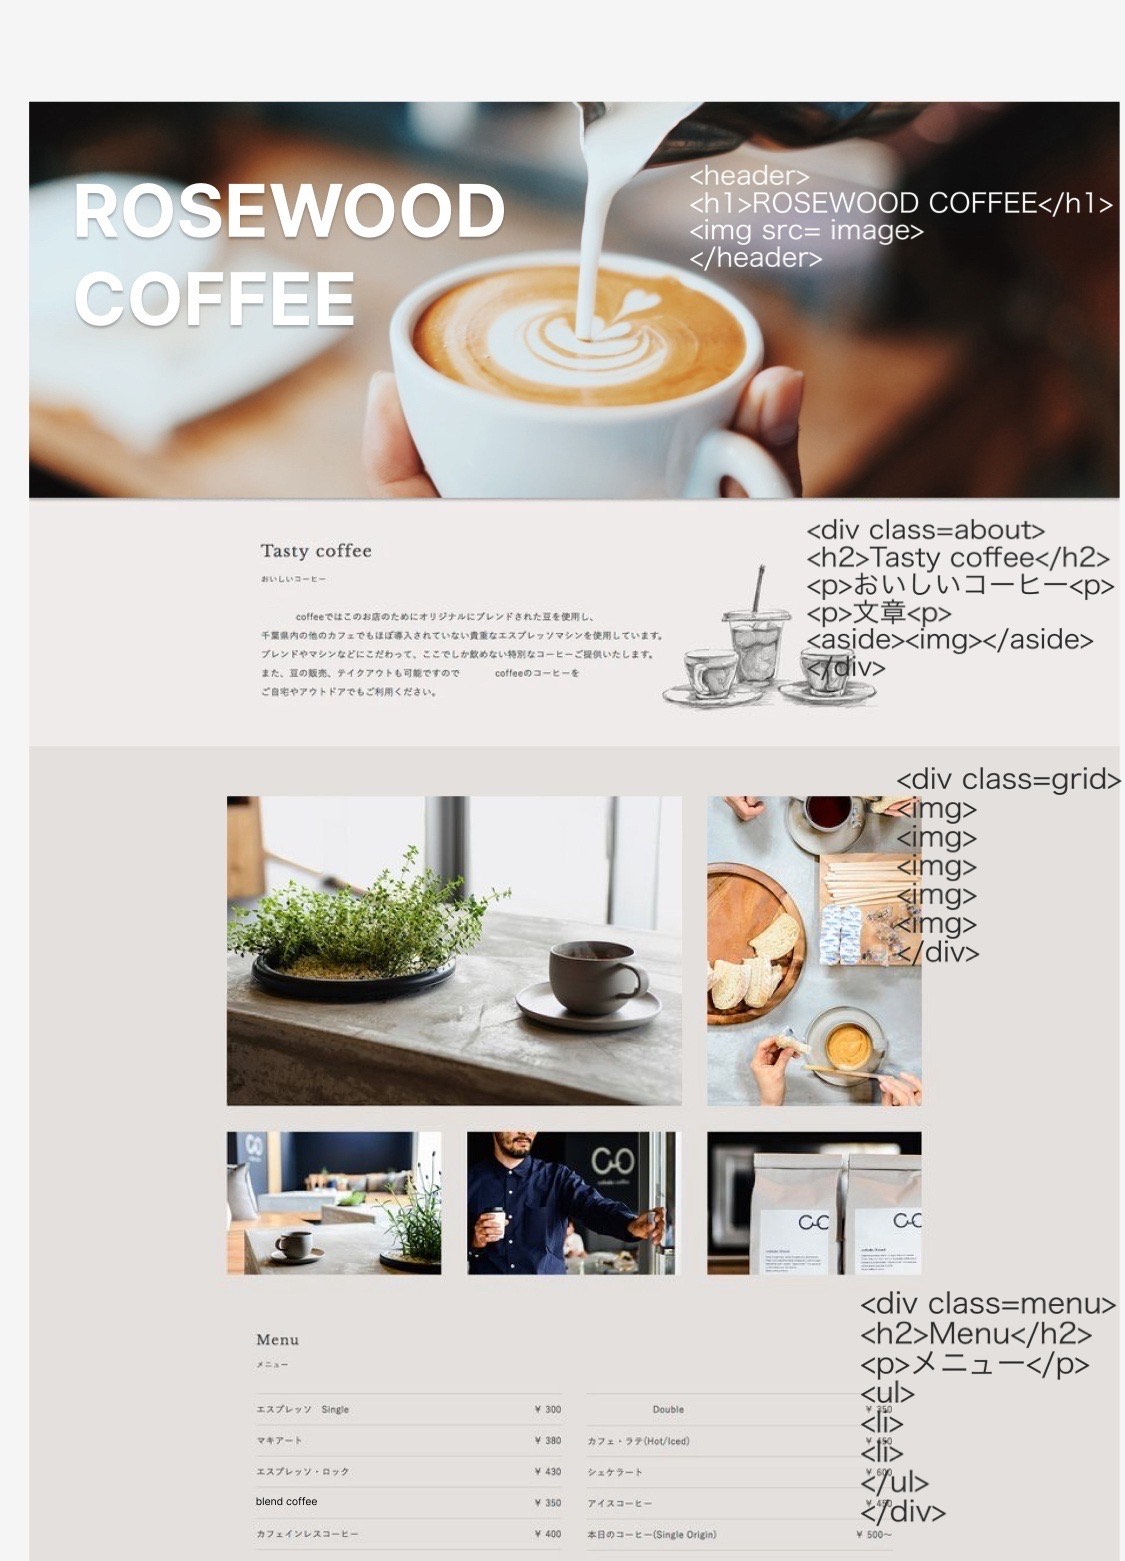 ROSEWOOD
COFFEE
<header>
<h1>ROSEWOOD COFFEE</h1>
<img src= image>
</header>
Tasty coffee
おいしいコーヒー
coffeeではこのお店のためにオリジナルにブレンドされた豆を使用し、
千葉県内の他のカフェでもほぼ導入されていない貴重なエスプレッソマシンを使用しています。
ブレンドやマシンなどにこだわって、ここでしか飲めない特別なコーヒーご提供いたします。
また、豆の販売、テイクアウトも可能ですので coffeeのコーヒーを
ご自宅やアウトドアでもご利用ください。
<div class=about>
<h2>Tasty coffee</h2>
<p>おいしいコーヒー<p>
<p>文章<p>
<aside><img></aside>
</div>
<div class=grid>
<img>
<img>
<img>
<img>
<img>
</div>
CO
CO
CO
CO
Menu
メニュー
エスプレッソ Single ¥ 300
Double ¥ 350
マキアート ¥ 380
カフェ・ラテ(Hot/Iced) ¥ 450
エスプレッソ・ロック ¥ 430
シェケラート ¥ 600
blend coffee ¥ 350
アイスコーヒー ¥ 450
カフェインレスコーヒー ¥ 400
本日のコーヒー(Single Origin) ¥ 500〜
<div class=menu>
<h2>Menu</h2>
<p>メニュー</p>
<ul>
<li>
<li>
</ul>
</div>